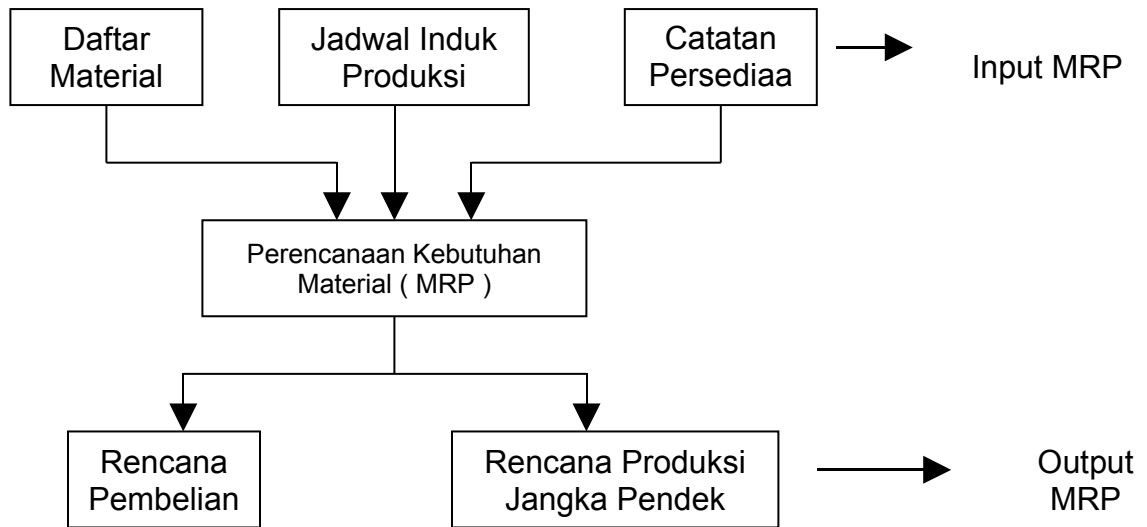 Daftar
Material
Jadwal Induk
Produksi
Catatan
Persediaa
Input MRP
Perencanaan Kebutuhan
Material ( MRP )
Rencana
Pembelian
Rencana Produksi
Jangka Pendek
Output
MRP